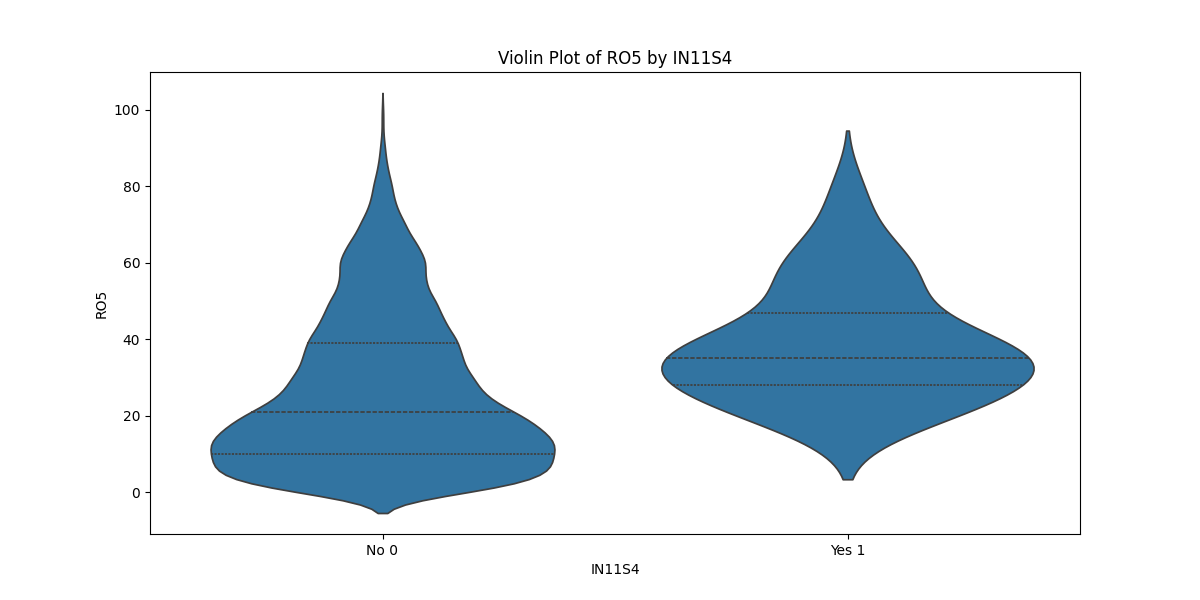 Violin Plot of RO5 by IN11S4
100
80
60
40
20
0
RO5
No 0
Yes 1
IN11S4